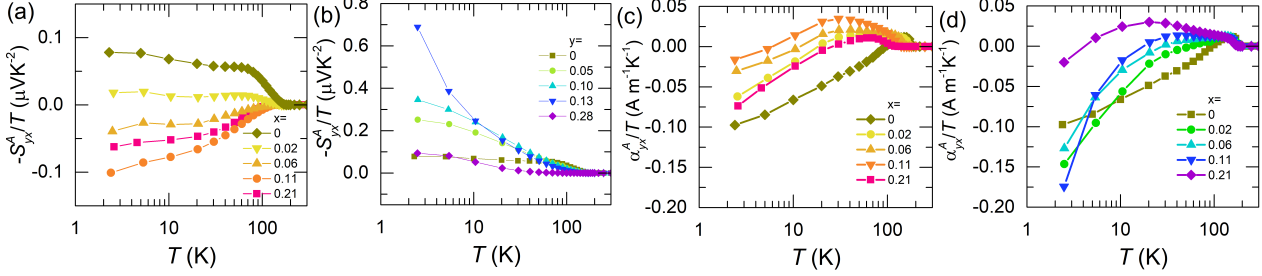 (a)
-S^A_yx/T (µVK⁻²)
0.1
0.0
-0.1
x=
0
0.02
0.06
0.11
0.21
1 10 100
T (K)
(b)
-S^A_yx/T (µVK⁻²)
0.8
0.6
0.4
0.2
0.0
y=
0
0.05
0.10
0.13
0.28
1 10 100
T (K)
(c)
α^A_yx/T (A m⁻¹K⁻¹)
0.05
0.00
-0.05
-0.10
-0.15
-0.20
x=
0
0.02
0.06
0.11
0.21
1 10 100
T (K)
(d)
α^A_yx/T (A m⁻¹K⁻¹)
0.05
0.00
-0.05
-0.10
-0.15
-0.20
x=
0
0.02
0.06
0.11
0.21
1 10 100
T (K)